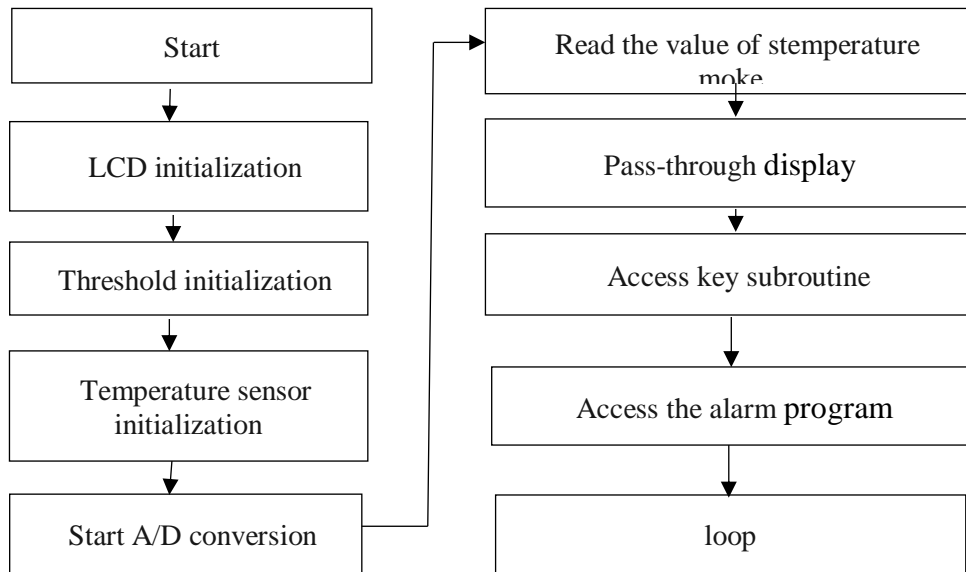 Start
LCD initialization
Threshold initialization
Temperature sensor
initialization
Start A/D conversion
Read the value of stemperature
moke
Pass-through display
Access key subroutine
Access the alarm program
loop